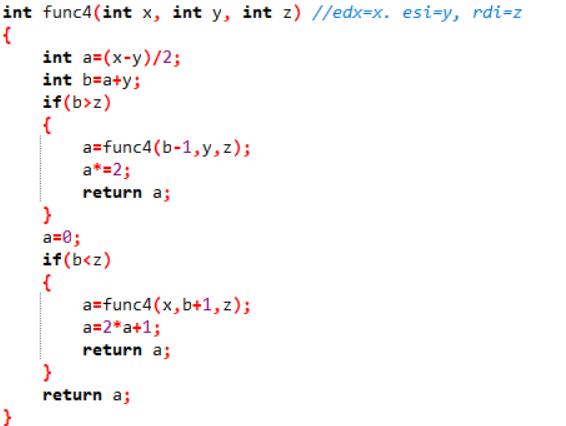 int func4(int x, int y, int z) //edx=x. esi=y, rdi=z
{
    int a=(x-y)/2;
    int b=a+y;
    if(b>z)
    {
        a=func4(b-1,y,z);
        a*=2;
        return a;
    }
    a=0;
    if(b<z)
    {
        a=func4(x,b+1,z);
        a=2*a+1;
        return a;
    }
    return a;
}